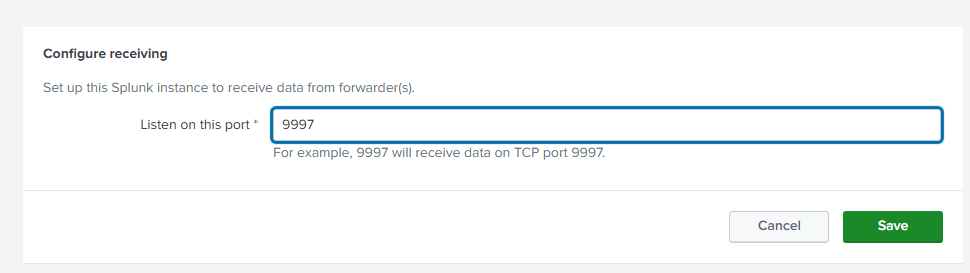 Configure receiving
Set up this Splunk instance to receive data from forwarder(s).
Listen on this port * 9997
For example, 9997 will receive data on TCP port 9997.
Cancel Save